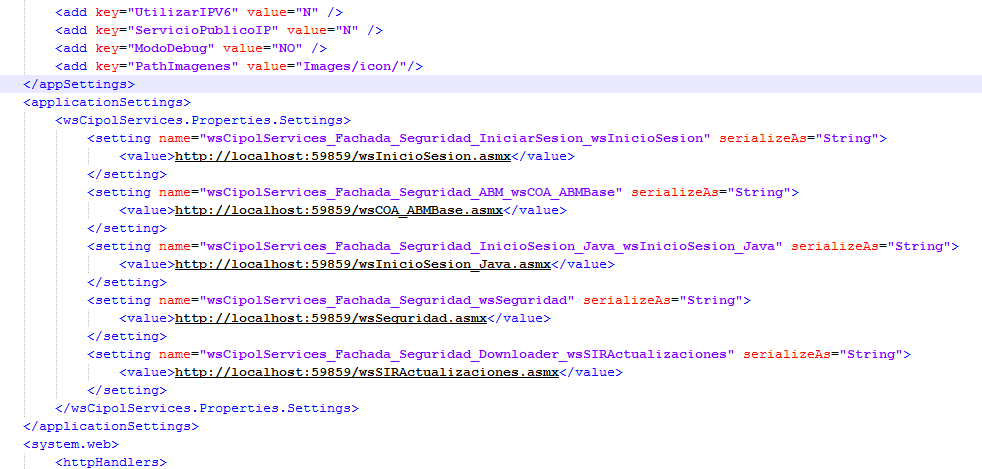 <add key="UtilizarIPV6" value="N" />
<add key="ServicioPublicoIP" value="N" />
<add key="ModoDebug" value="NO" />
<add key="PathImagenes" value="Images/icon/"/>
</appSettings>
<applicationSettings>
<wsCipolServices.Properties.Settings>
<setting name="wsCipolServices_Fachada_Seguridad_IniciarSesion_wsInicioSesion" serializeAs="String">
<value>http://localhost:59859/wsInicioSesion.asmx</value>
</setting>
<setting name="wsCipolServices_Fachada_Seguridad_ABM_wsCOA_ABMBase" serializeAs="String">
<value>http://localhost:59859/wsCOA_ABMBase.asmx</value>
</setting>
<setting name="wsCipolServices_Fachada_Seguridad_InicioSesion_Java_wsInicioSesion_Java" serializeAs="String">
<value>http://localhost:59859/wsInicioSesion_Java.asmx</value>
</setting>
<setting name="wsCipolServices_Fachada_Seguridad_wsSeguridad" serializeAs="String">
<value>http://localhost:59859/wsSeguridad.asmx</value>
</setting>
<setting name="wsCipolServices_Fachada_Seguridad_Downloader_wsSIRActualizaciones" serializeAs="String">
<value>http://localhost:59859/wsSIRActualizaciones.asmx</value>
</setting>
</wsCipolServices.Properties.Settings>
</applicationSettings>
<system.web>
<httpHandlers>